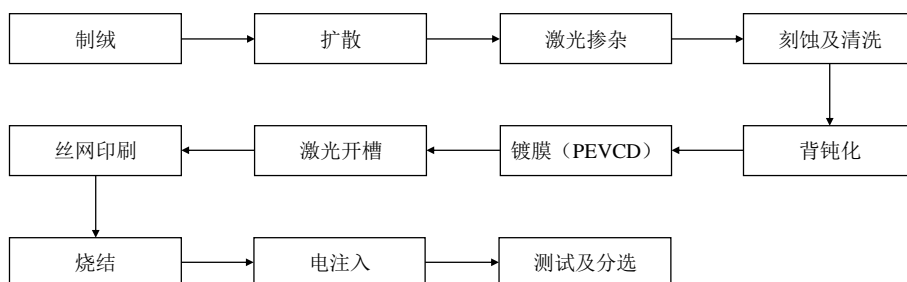 制绒
扩散
激光掺杂
刻蚀及清洗
背钝化
镀膜（PEVCD）
激光开槽
丝网印刷
烧结
电注入
测试及分选